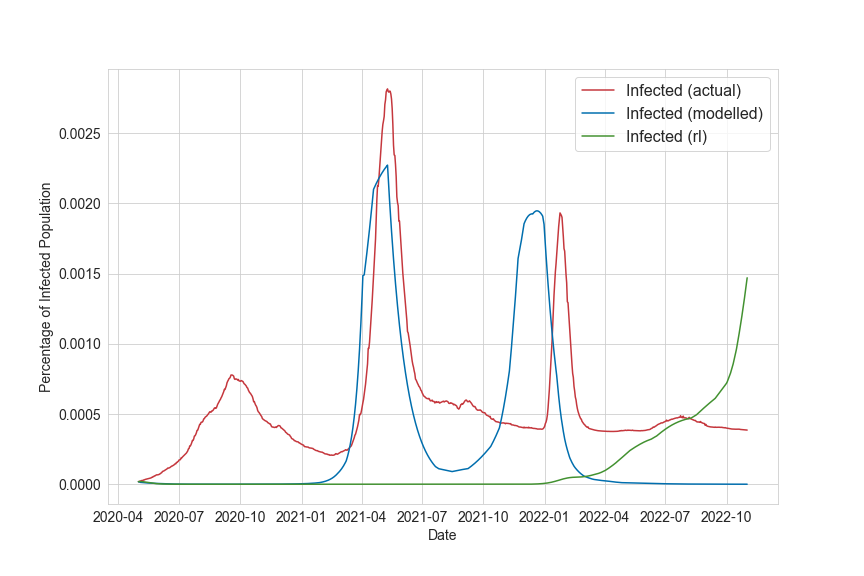 Infected (actual)
Infected (modelled)
Infected (rl)
Percentage of Infected Population
0.0025
0.0020
0.0015
0.0010
0.0005
0.0000
2020-04 2020-07 2020-10 2021-01 2021-04 2021-07 2021-10 2022-01 2022-04 2022-07 2022-10
Date